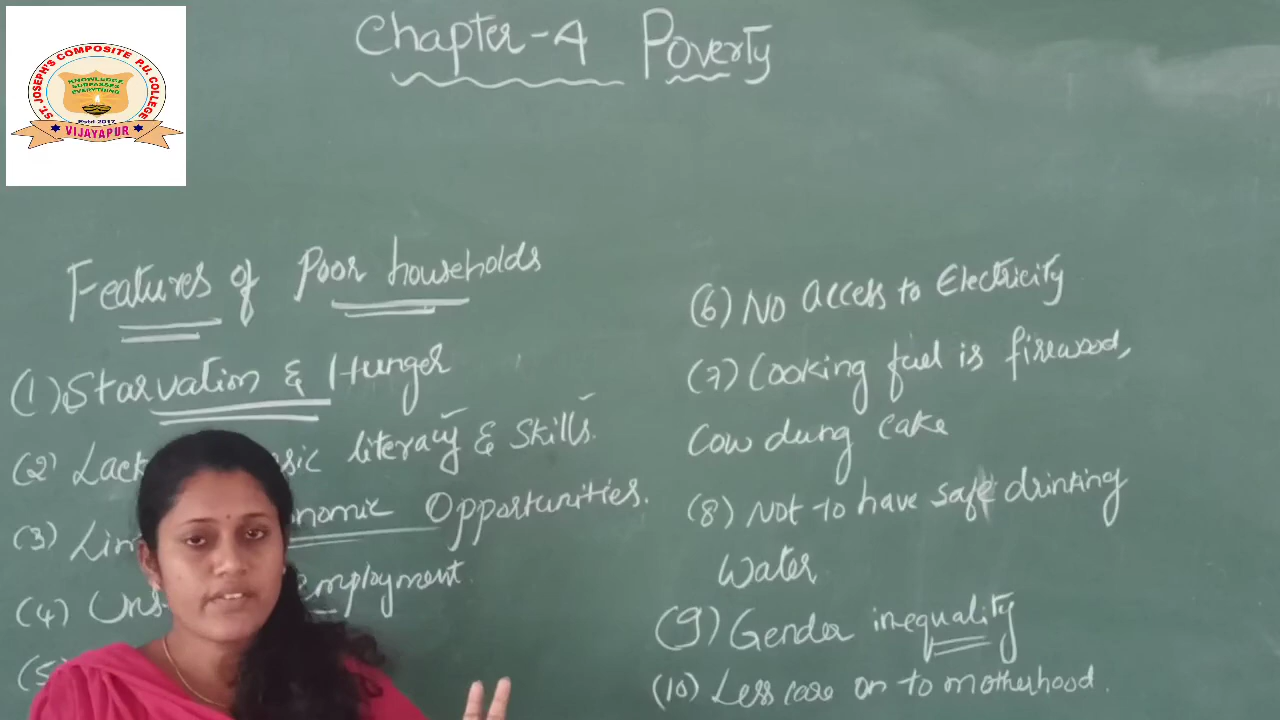 ST. JOSEPH'S COMPOSITE P.U. COLLEGE
KNOWLEDGE
SURPASSES
EVERYTHING
Estd 2017
VIJAYAPUR
Chapter-4 Poverty
Features of Poor households
(1) Starvation & Hunger
(2) Lack sic literacy & Skills.
(3) Lim nomic Opportunities.
(4) Uns employment.
(5)
(6) No access to Electricity
(7) Cooking fuel is firewood,
Cow dung cake
(8) Not to have safe drinking
Water
(9) Gender inequality
(10) Less care on to motherhood.